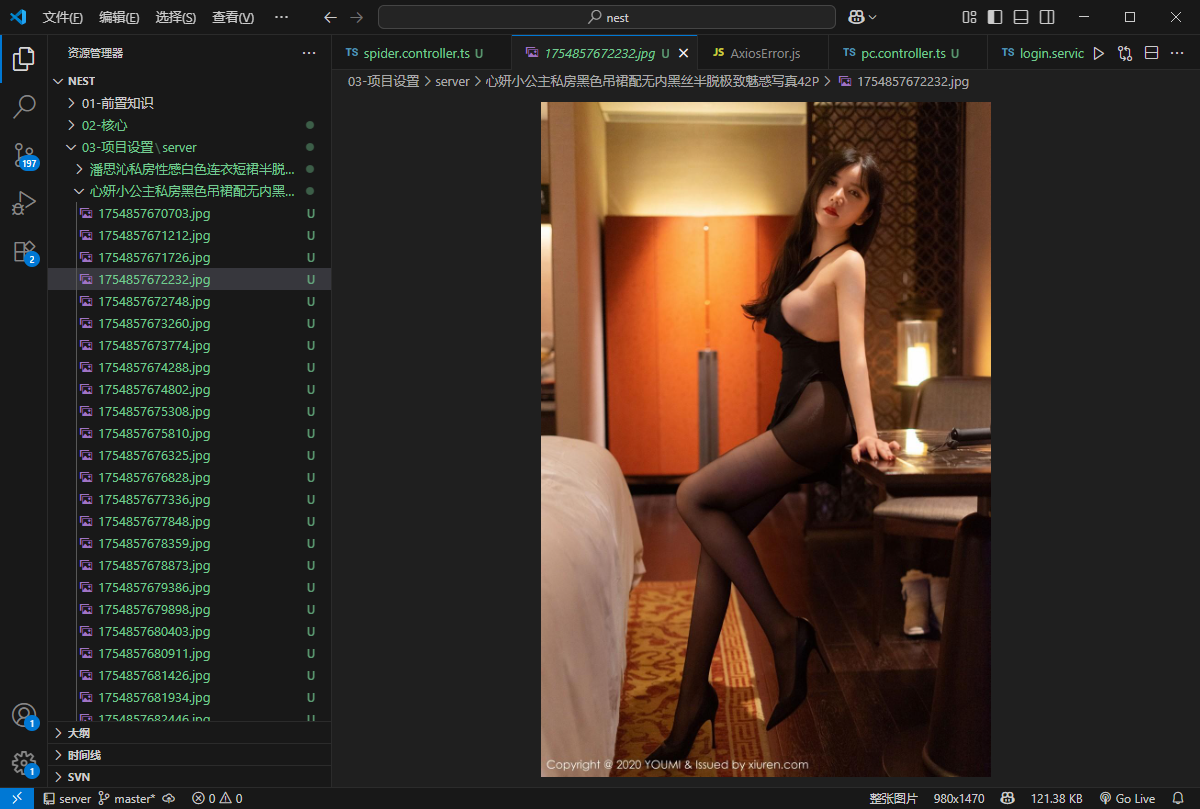 文件(F) 编辑(E) 选择(S) 查看(V) ··· nest
资源管理器 ···
TS spider.controller.ts U 1754857672232.jpg U JS AxiosError.js TS pc.controller.ts U TS login.servic ···
03-项目设置 > server > 心妍小公主私房黑色吊裙配无内黑丝半脱极致魅惑写真42P > 1754857672232.jpg
NEST
01-前置知识
02-核心
03-项目设置\server
潘思沁私房性感白色连衣短裙半脱...
心妍小公主私房黑色吊裙配无内黑...
1754857670703.jpg U
1754857671212.jpg U
1754857671726.jpg U
1754857672232.jpg U
1754857672748.jpg U
1754857673260.jpg U
1754857673774.jpg U
1754857674288.jpg U
1754857674802.jpg U
1754857675308.jpg U
1754857675810.jpg U
1754857676325.jpg U
1754857676828.jpg U
1754857677336.jpg U
1754857677848.jpg U
1754857678359.jpg U
1754857678873.jpg U
1754857679386.jpg U
1754857679898.jpg U
1754857680403.jpg U
1754857680911.jpg U
1754857681426.jpg U
1754857681934.jpg U
1754857682446.jpg U
197
2
1
1
大纲
时间线
SVN
Copyright @ 2020 YOUMI & Issued by xiuren.com
server master* 0 0 整张图片 980x1470 121.38 KB Go Live